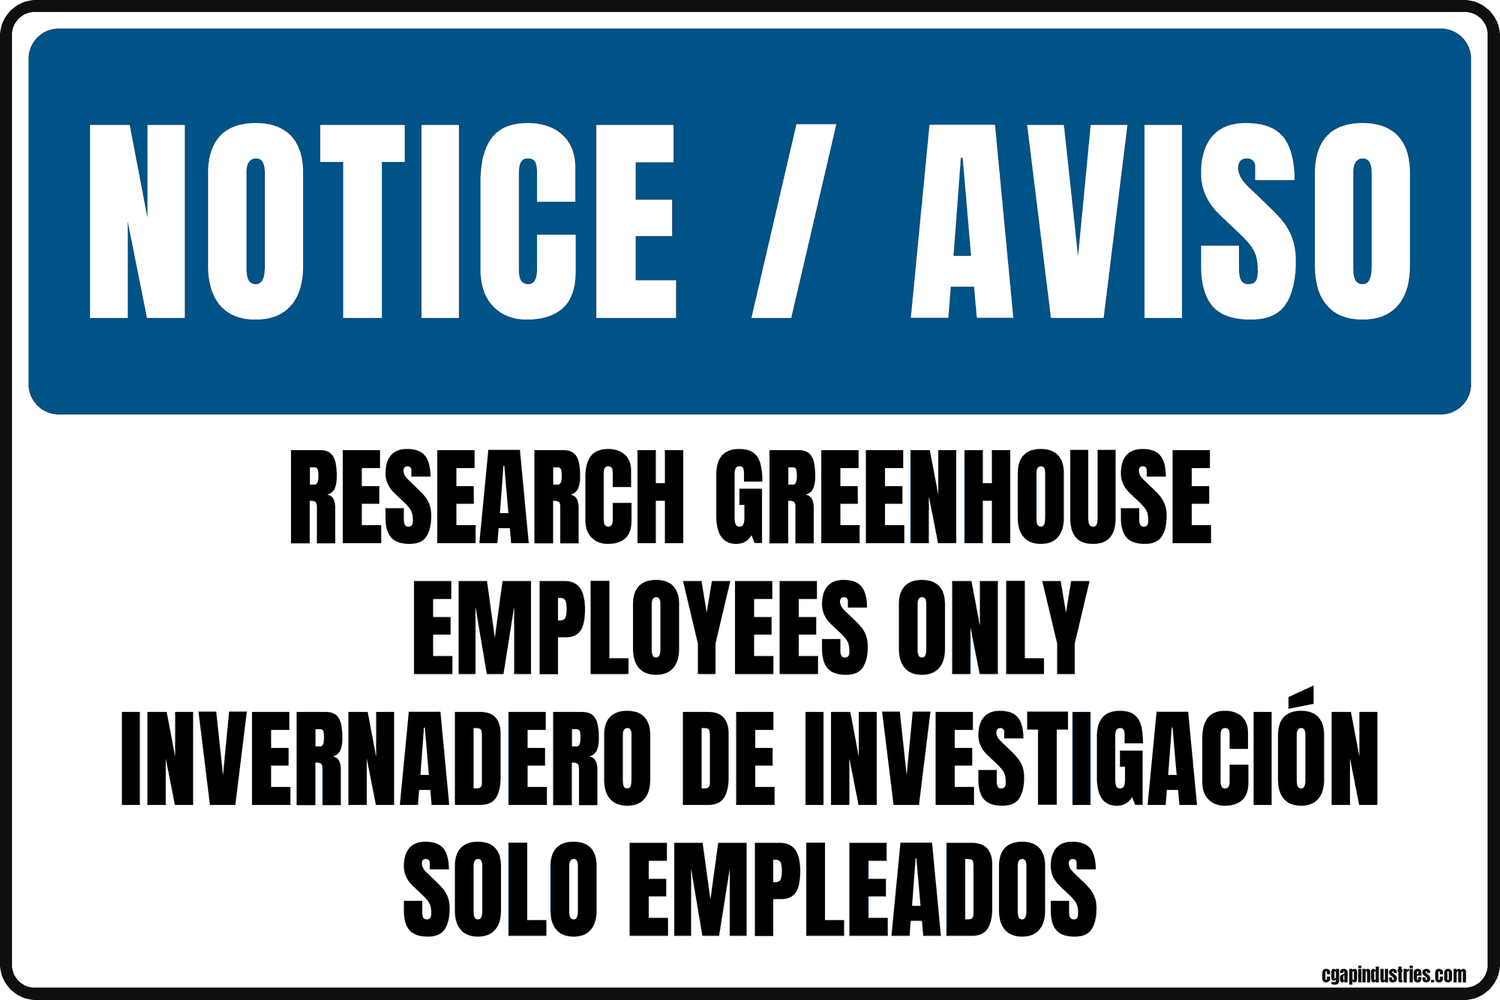 NOTICE / AVISO
RESEARCH GREENHOUSE
EMPLOYEES ONLY
INVERNADERO DE INVESTIGACIÓN
SOLO EMPLEADOS
cgapindustries.com